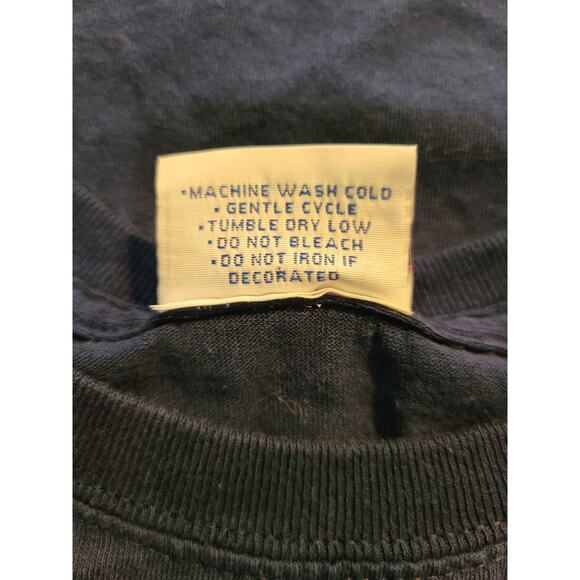 •MACHINE WASH COLD
•GENTLE CYCLE
•TUMBLE DRY LOW
•DO NOT BLEACH
•DO NOT IRON IF
DECORATED